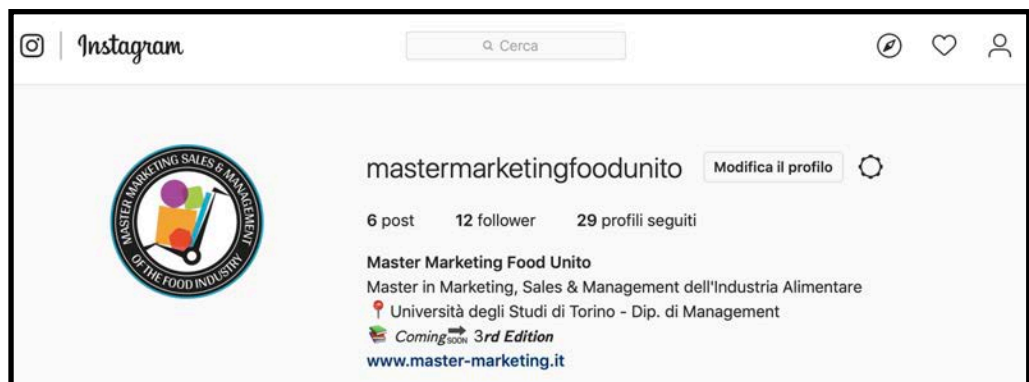 Instagram
Cerca
MASTER MARKETING SALES & MANAGEMENT
OF THE FOOD INDUSTRY
mastermarketingfoodunito Modifica il profilo
6 post 12 follower 29 profili seguiti
Master Marketing Food Unito
Master in Marketing, Sales & Management dell'Industria Alimentare
📍 Università degli Studi di Torino - Dip. di Management
📚 Coming🔜 3rd Edition
www.master-marketing.it